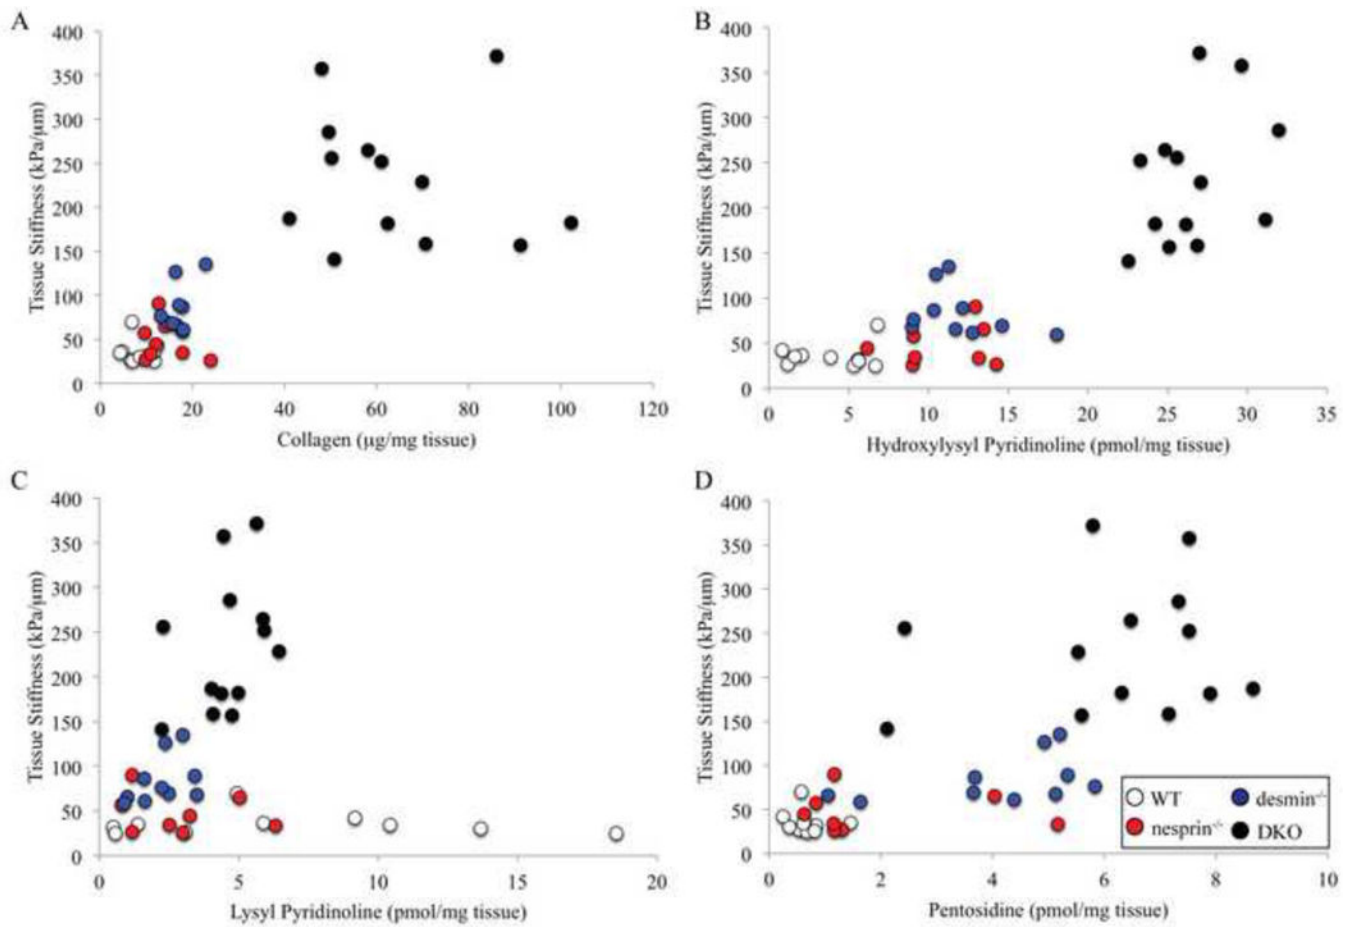 A
400
350
300
250
200
150
100
50
0
Tissue Stiffness (kPa/µm)
0 20 40 60 80 100 120
Collagen (µg/mg tissue)
B
400
350
300
250
200
150
100
50
0
Tissue Stiffness (kPa/µm)
0 5 10 15 20 25 30 35
Hydroxylysyl Pyridinoline (pmol/mg tissue)
C
400
350
300
250
200
150
100
50
0
Tissue Stiffness (kPa/µm)
0 5 10 15 20
Lysyl Pyridinoline (pmol/mg tissue)
D
400
350
300
250
200
150
100
50
0
Tissue Stiffness (kPa/µm)
WT desmin-/-
nesprin-/- DKO
0 2 4 6 8 10
Pentosidine (pmol/mg tissue)